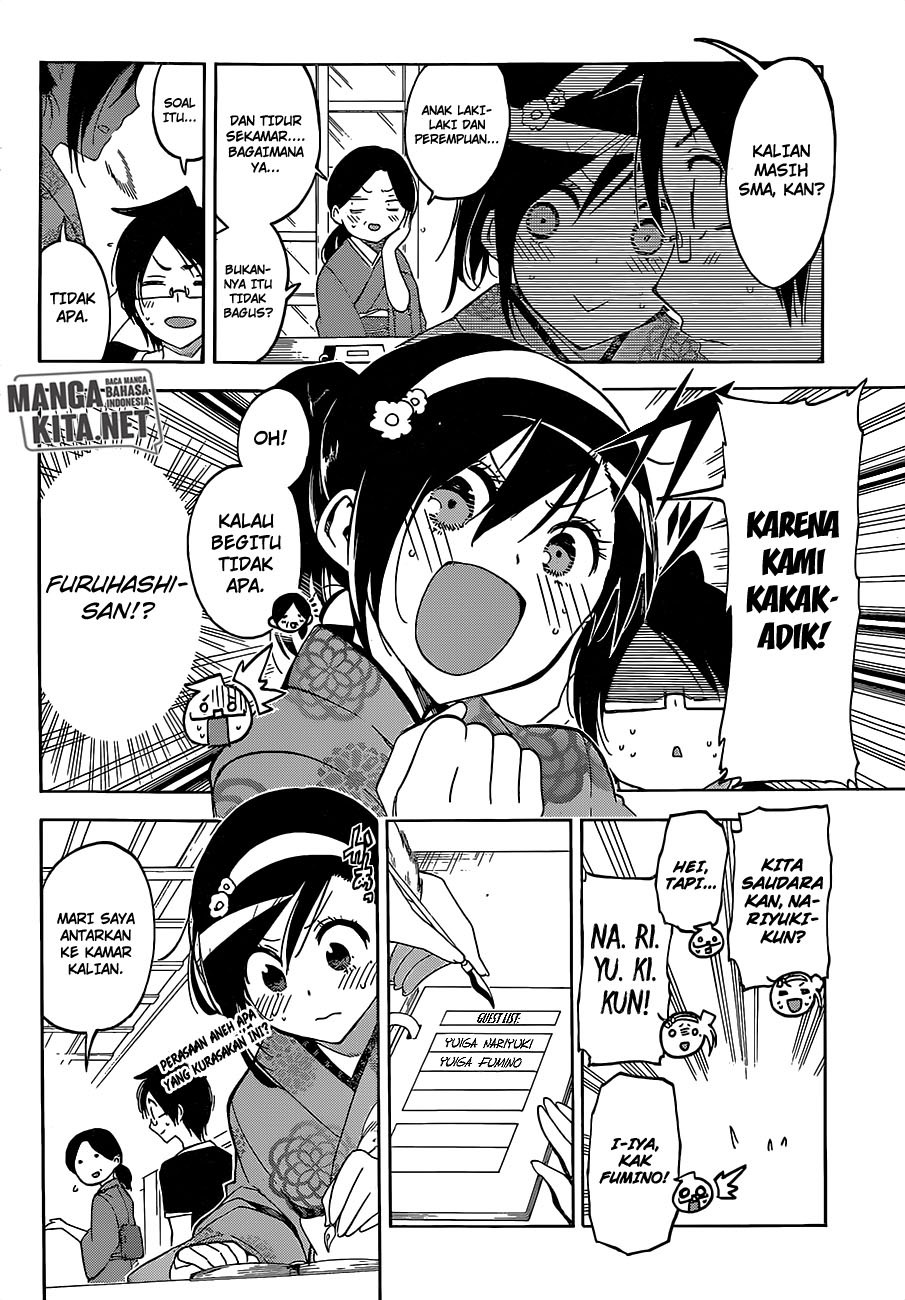 KALIAN
MASIH
SMA, KAN?
ANAK LAKI-
LAKI DAN
PEREMPUAN...
DAN TIDUR
SEKAMAR....
BAGAIMANA
YA...
BUKAN-
NYA ITU
TIDAK
BAGUS?
SOAL
ITU...
TIDAK
APA.
MANGA-
KITA.NET
BACA MANGA
BAHASA
INDONESIA
KARENA
KAMI
KAKAK-
ADIK!
OH!
KALAU
BEGITU
TIDAK
APA.
FURUHASHI-
SAN!?
KITA
SAUDARA
KAN, NA-
RIYUKI-
KUN?
HEI,
TAPI...
NA. RI.
YU. KI.
KUN!
I-IYA,
KAK
FUMINO!
GUEST LIST:
YUIGA NARIYUKI
YUIGA FUMINO
PERASAAN ANEH APA
YANG KURASAKAN INI?
MARI SAYA
ANTARKAN
KE KAMAR
KALIAN.